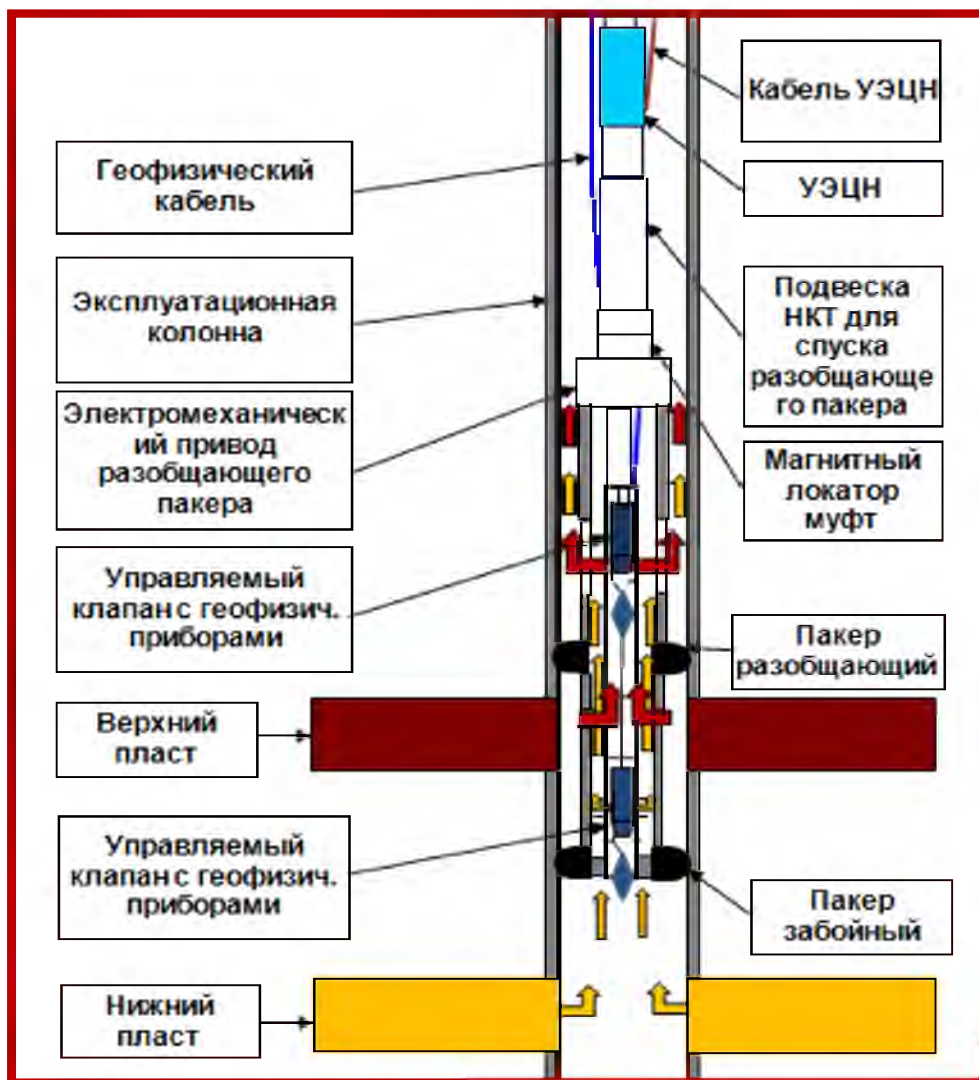 Геофизический
кабель
Эксплуатационная
колонна
Электромеханическ
ий привод
разобщающего
пакера
Управляемый
клапан с геофизич.
приборами
Верхний
пласт
Управляемый
клапан с геофизич.
приборами
Нижний
пласт
Кабель УЭЦН
УЭЦН
Подвеска
НКТ для
спуска
разобщающе
го пакера
Магнитный
локатор
муфт
Пакер
разобщающий
Пакер
забойный